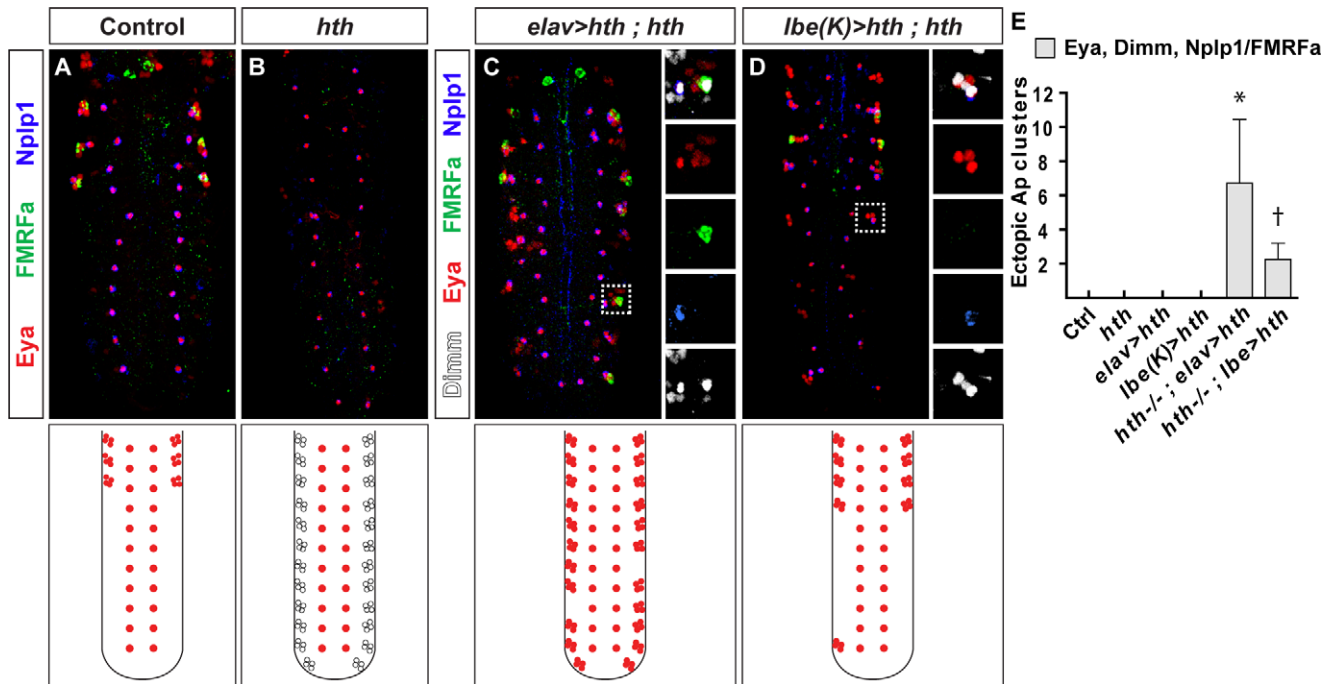 Control
hth
elav>hth ; hth
lbe(K)>hth ; hth
E
A
B
C
D
Eya FMRFa Nplp1
Dimm Eya FMRFa Nplp1
Eya, Dimm, Nplp1/FMRFa
Ectopic Ap clusters
12
10
8
6
4
2
*
†
Ctrl
hth
elav>hth
lbe(K)>hth
hth-/- ; elav>hth
hth-/- ; lbe>hth